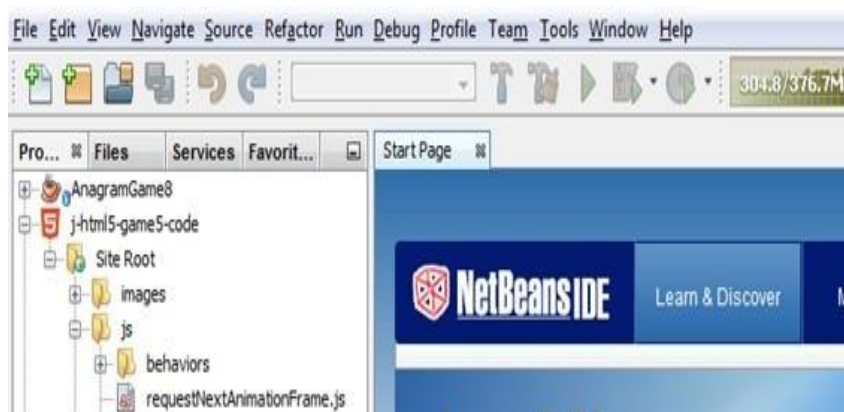 File Edit View Navigate Source Refactor Run Debug Profile Team Tools Window Help
304.8/376.7M
Pro... Files Services Favorit... Start Page
AnagramGame8
j-html5-game5-code
Site Root
images
js
behaviors
requestNextAnimationFrame.js
NetBeans IDE Learn & Discover M